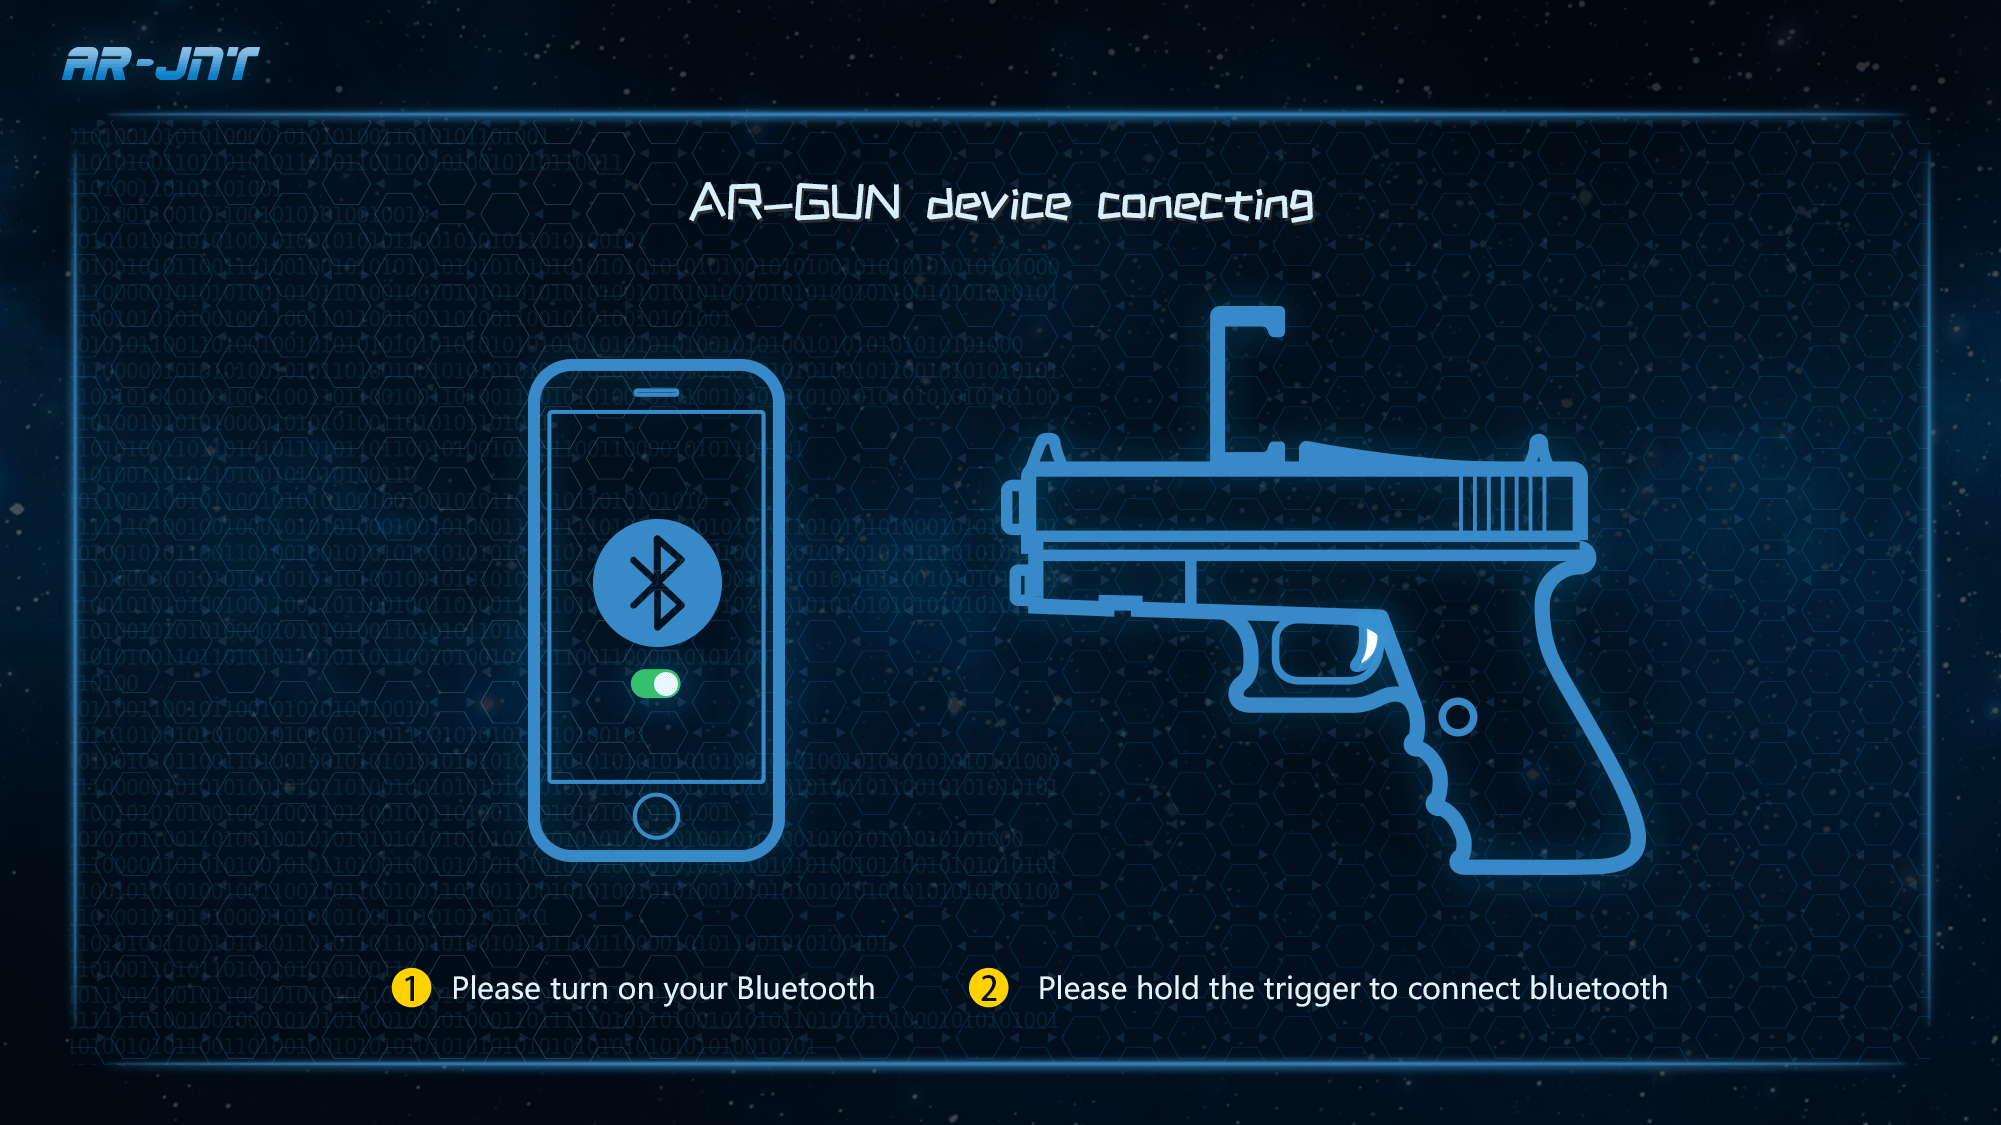 AR-JNT
AR-GUN device conecting
1 Please turn on your Bluetooth
2 Please hold the trigger to connect bluetooth